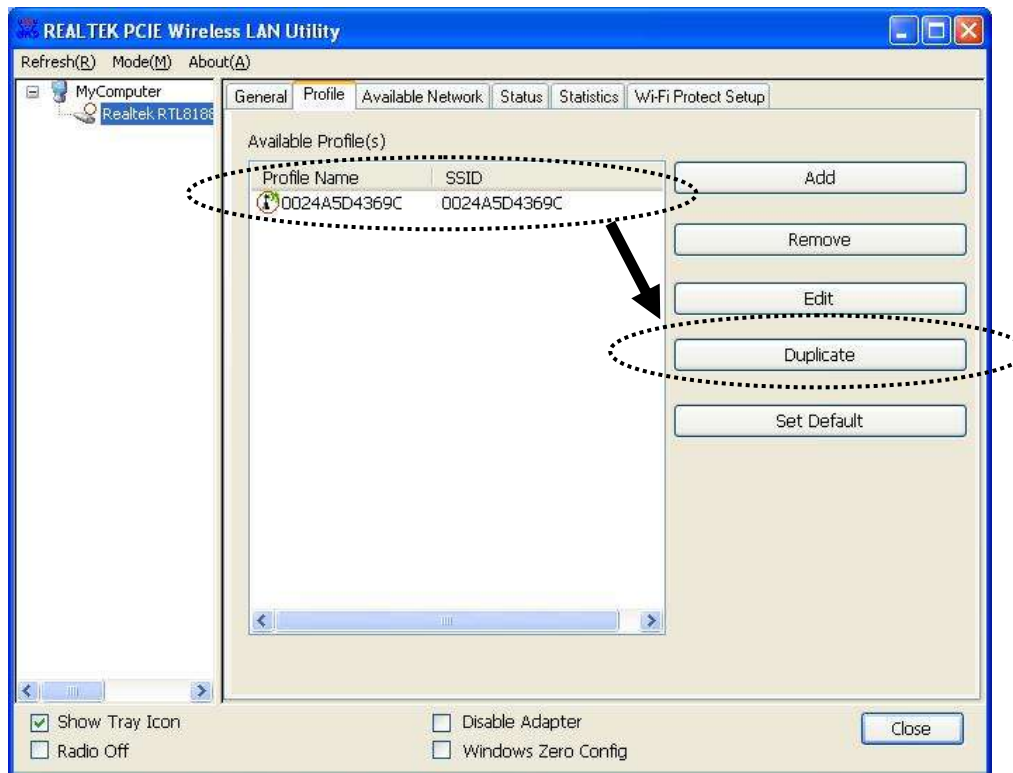 REALTEK PCIE Wireless LAN Utility
Refresh(R) Mode(M) About(A)
MyComputer
Realtek RTL8188
General Profile Available Network Status Statistics Wi-Fi Protect Setup
Available Profile(s)
Profile Name SSID
0024A5D4369C 0024A5D4369C
Add
Remove
Edit
Duplicate
Set Default
Show Tray Icon
Radio Off
Disable Adapter
Windows Zero Config
Close